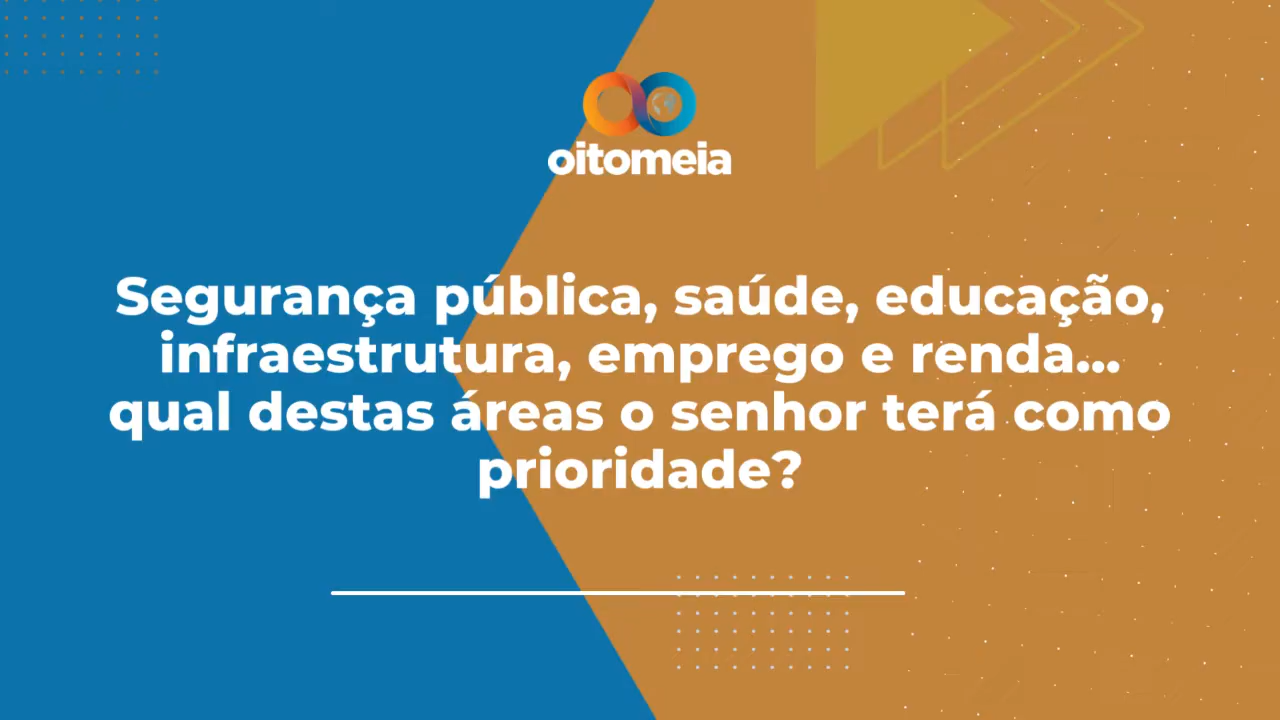 oitomeia
Segurança pública, saúde, educação,
infraestrutura, emprego e renda...
qual destas áreas o senhor terá como
prioridade?